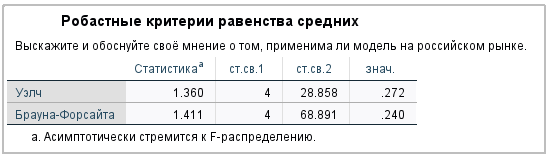 Робастные критерии равенства средних
Выскажите и обоснуйте своё мнение о том, применима ли модель на российском рынке.
Статистикаª ст.св.1 ст.св.2 знач.
Уэлч 1.360 4 28.858 .272
Брауна-Форсайта 1.411 4 68.891 .240
a. Асимптотически стремится к F-распределению.